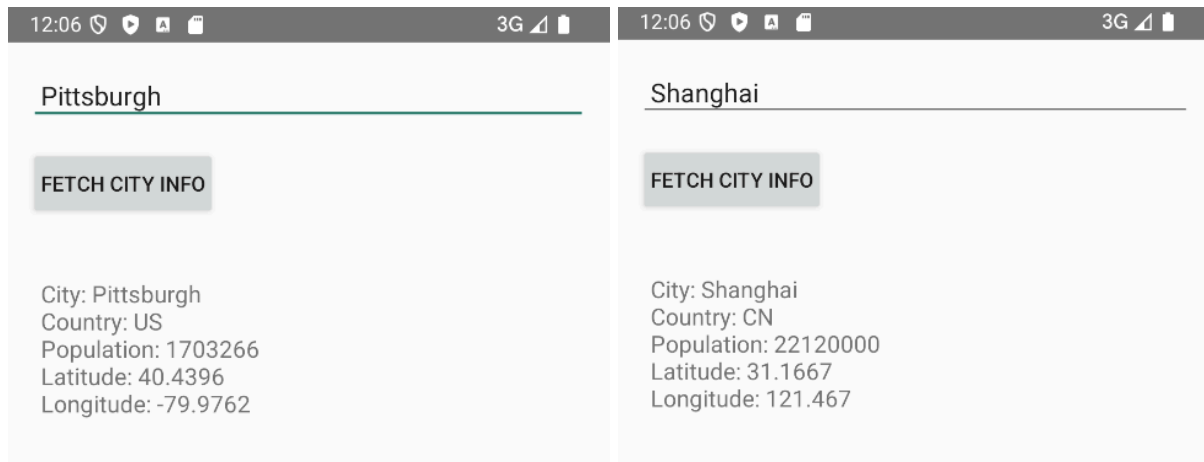 12:06
3G
Pittsburgh
FETCH CITY INFO
City: Pittsburgh
Country: US
Population: 1703266
Latitude: 40.4396
Longitude: -79.9762
12:06
3G
Shanghai
FETCH CITY INFO
City: Shanghai
Country: CN
Population: 22120000
Latitude: 31.1667
Longitude: 121.467